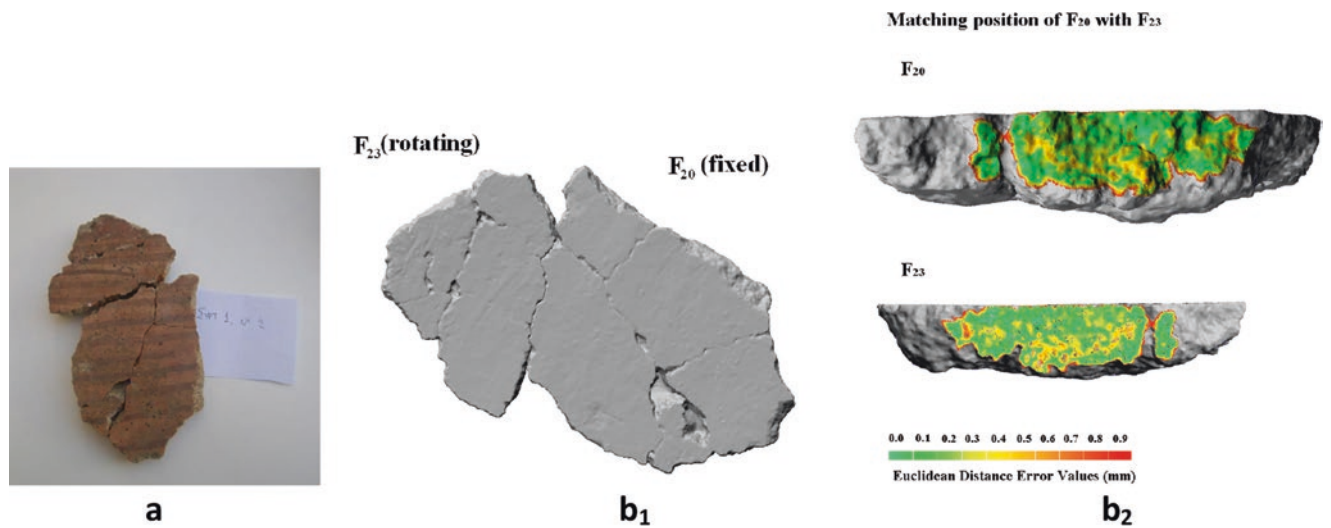 Matching position of F20 with F23
F20
F23(rotating)
F20 (fixed)
F23
0.0 0.1 0.2 0.3 0.4 0.5 0.6 0.7 0.8 0.9
Euclidean Distance Error Values (mm)
a
b1
b2